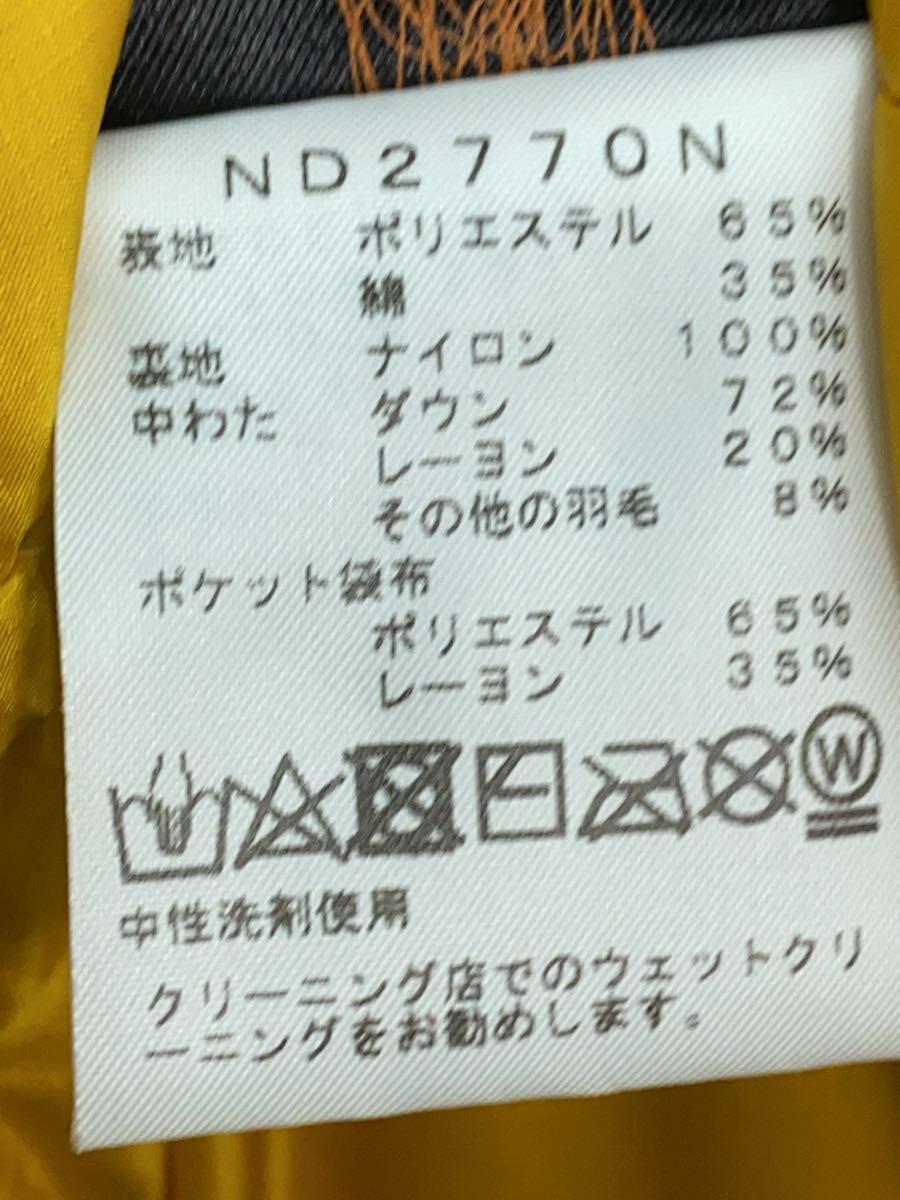 ND2770N
表地 ポリエステル 65%
綿 35%
裏地 ナイロン 100%
中わた ダウン 72%
レーヨン 20%
その他の羽毛 8%
ポケット袋布
ポリエステル 65%
レーヨン 35%
W
中性洗剤使用
クリーニング店でのウェットクリ
ーニングをお勧めします。